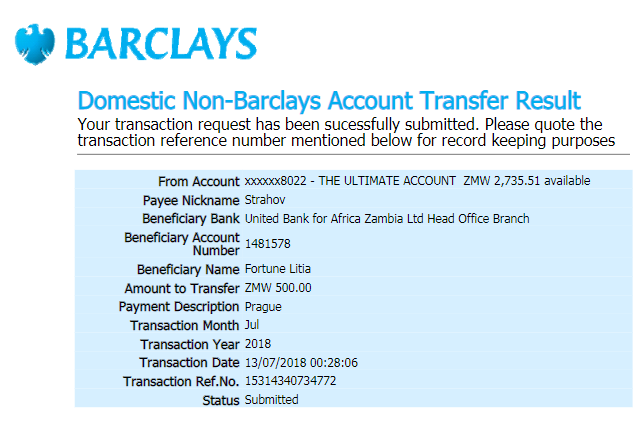 BARCLAYS
Domestic Non-Barclays Account Transfer Result
Your transaction request has been sucessfully submitted. Please quote the
transaction reference number mentioned below for record keeping purposes
From Account xxxxxx8022 - THE ULTIMATE ACCOUNT ZMW 2,735.51 available
Payee Nickname Strahov
Beneficiary Bank United Bank for Africa Zambia Ltd Head Office Branch
Beneficiary Account
Number 1481578
Beneficiary Name Fortune Litia
Amount to Transfer ZMW 500.00
Payment Description Prague
Transaction Month Jul
Transaction Year 2018
Transaction Date 13/07/2018 00:28:06
Transaction Ref.No. 15314340734772
Status Submitted